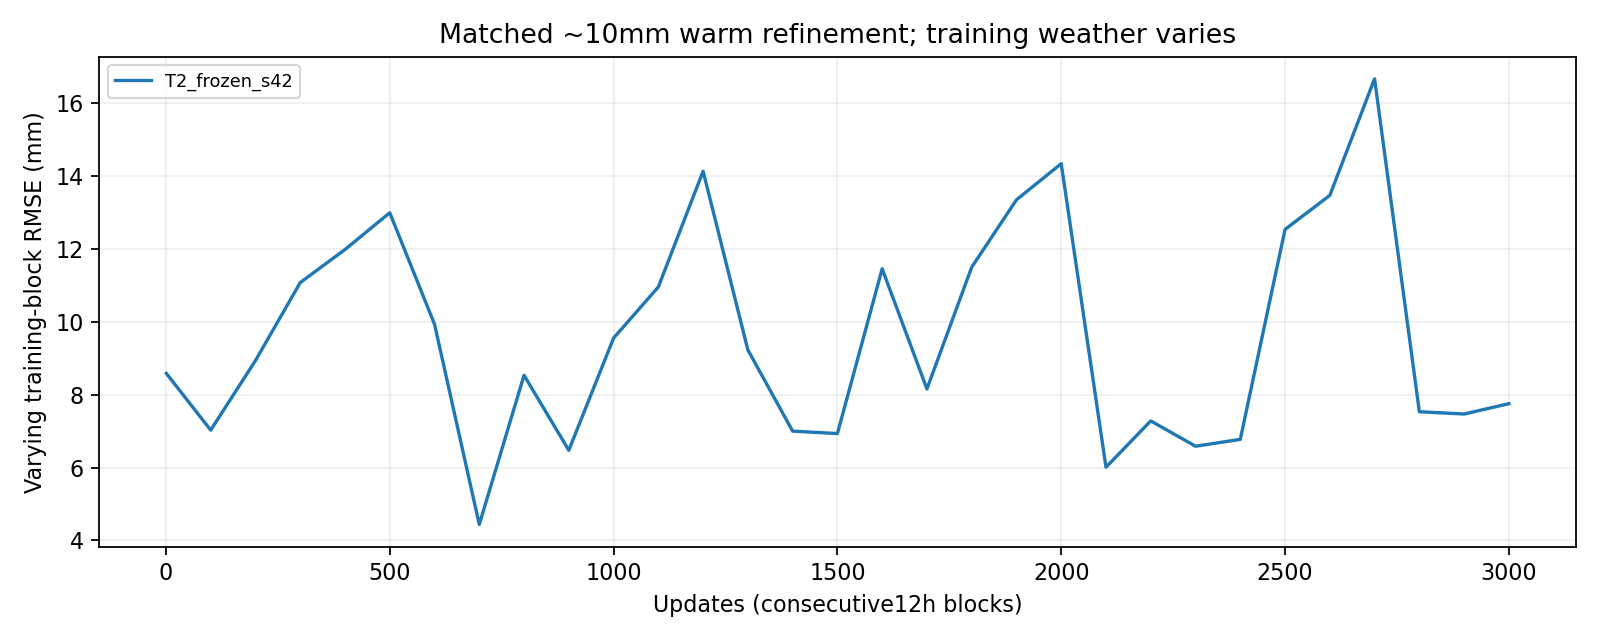 Matched ~10mm warm refinement; training weather varies
T2_frozen_s42
Varying training-block RMSE (mm)
16
14
12
10
8
6
4
0 500 1000 1500 2000 2500 3000
Updates (consecutive12h blocks)